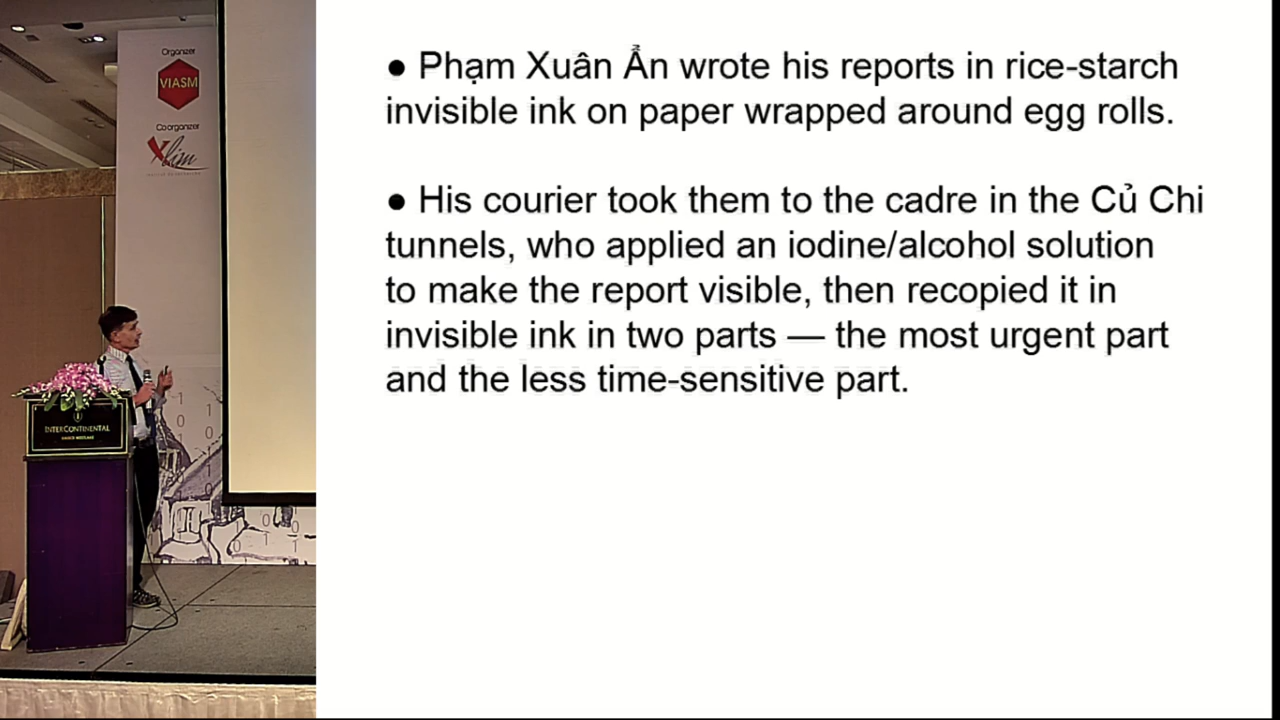 Organizer
VIASM
Co organizer
Xlim
INTERCONTINENTAL
● Phạm Xuân Ẩn wrote his reports in rice-starch
invisible ink on paper wrapped around egg rolls.
● His courier took them to the cadre in the Củ Chi
tunnels, who applied an iodine/alcohol solution
to make the report visible, then recopied it in
invisible ink in two parts — the most urgent part
and the less time-sensitive part.